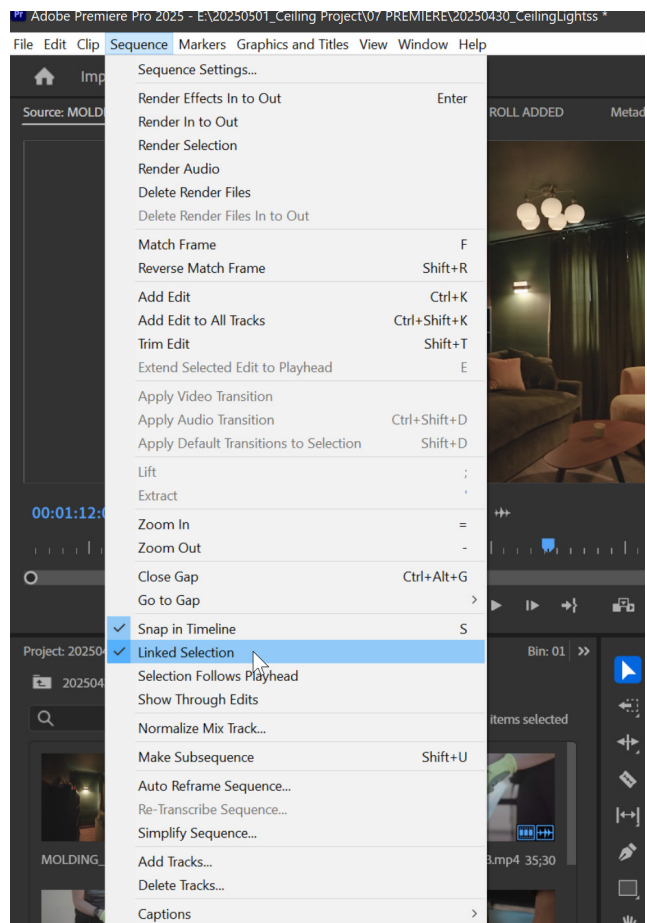 Pr Adobe Premiere Pro 2025 - E:\20250501_Ceiling Project\07 PREMIERE\20250430_CeilingLightss *
File Edit Clip Sequence Markers Graphics and Titles View Window Help
Imp
Source: MOLD
ROLL ADDED
Metad
Sequence Settings...
Render Effects In to Out Enter
Render In to Out
Render Selection
Render Audio
Delete Render Files
Delete Render Files In to Out
Match Frame F
Reverse Match Frame Shift+R
Add Edit Ctrl+K
Add Edit to All Tracks Ctrl+Shift+K
Trim Edit Shift+T
Extend Selected Edit to Playhead E
Apply Video Transition
Apply Audio Transition Ctrl+Shift+D
Apply Default Transitions to Selection Shift+D
Lift ;
Extract '
00:01:12:0
Zoom In =
Zoom Out -
Close Gap Ctrl+Alt+G
Go to Gap >
Snap in Timeline S
Project: 20250
Linked Selection
Bin: 01
Selection Follows Playhead
202504
Show Through Edits
items selected
Normalize Mix Track...
Make Subsequence Shift+U
Auto Reframe Sequence...
Re-Transcribe Sequence...
Simplify Sequence...
MOLDING_
3.mp4 35;30
Add Tracks...
Delete Tracks...
Captions >